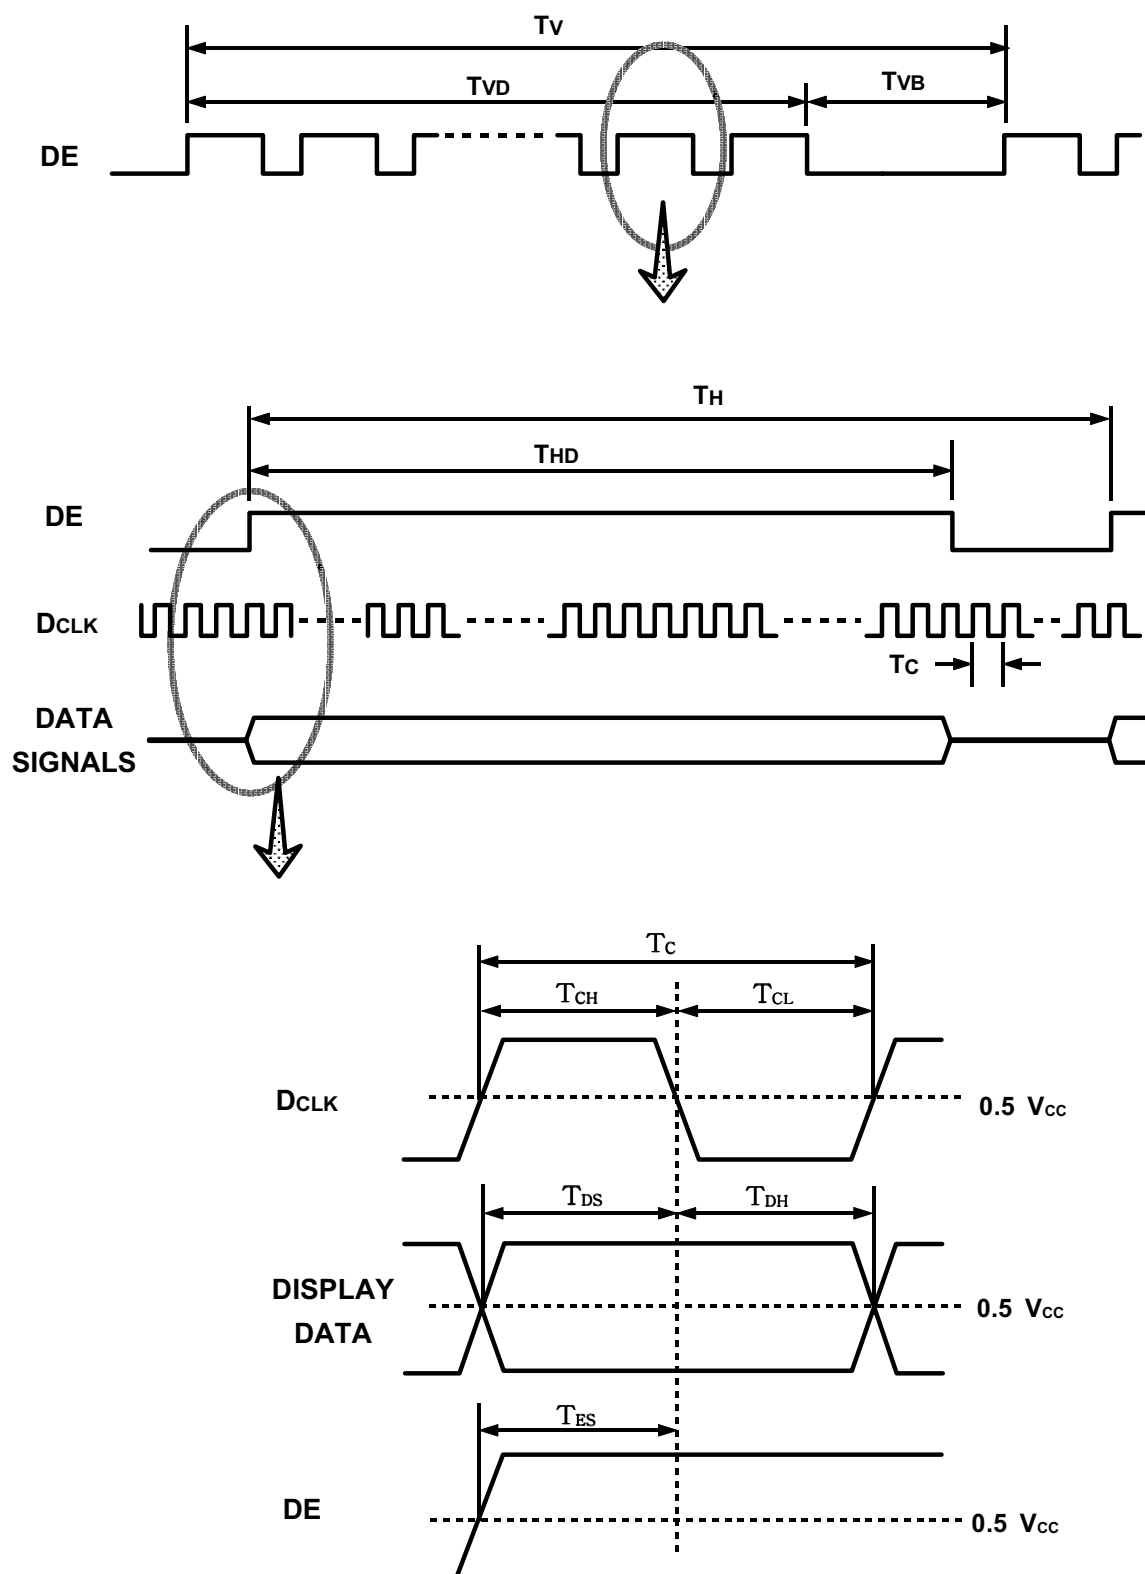 TV
TVD
TVB
DE
TH
THD
DE
DCLK
TC
DATA
SIGNALS
TC
TCH
TCL
DCLK
0.5 VCC
TDS
TDH
DISPLAY
DATA
0.5 VCC
TES
DE
0.5 VCC